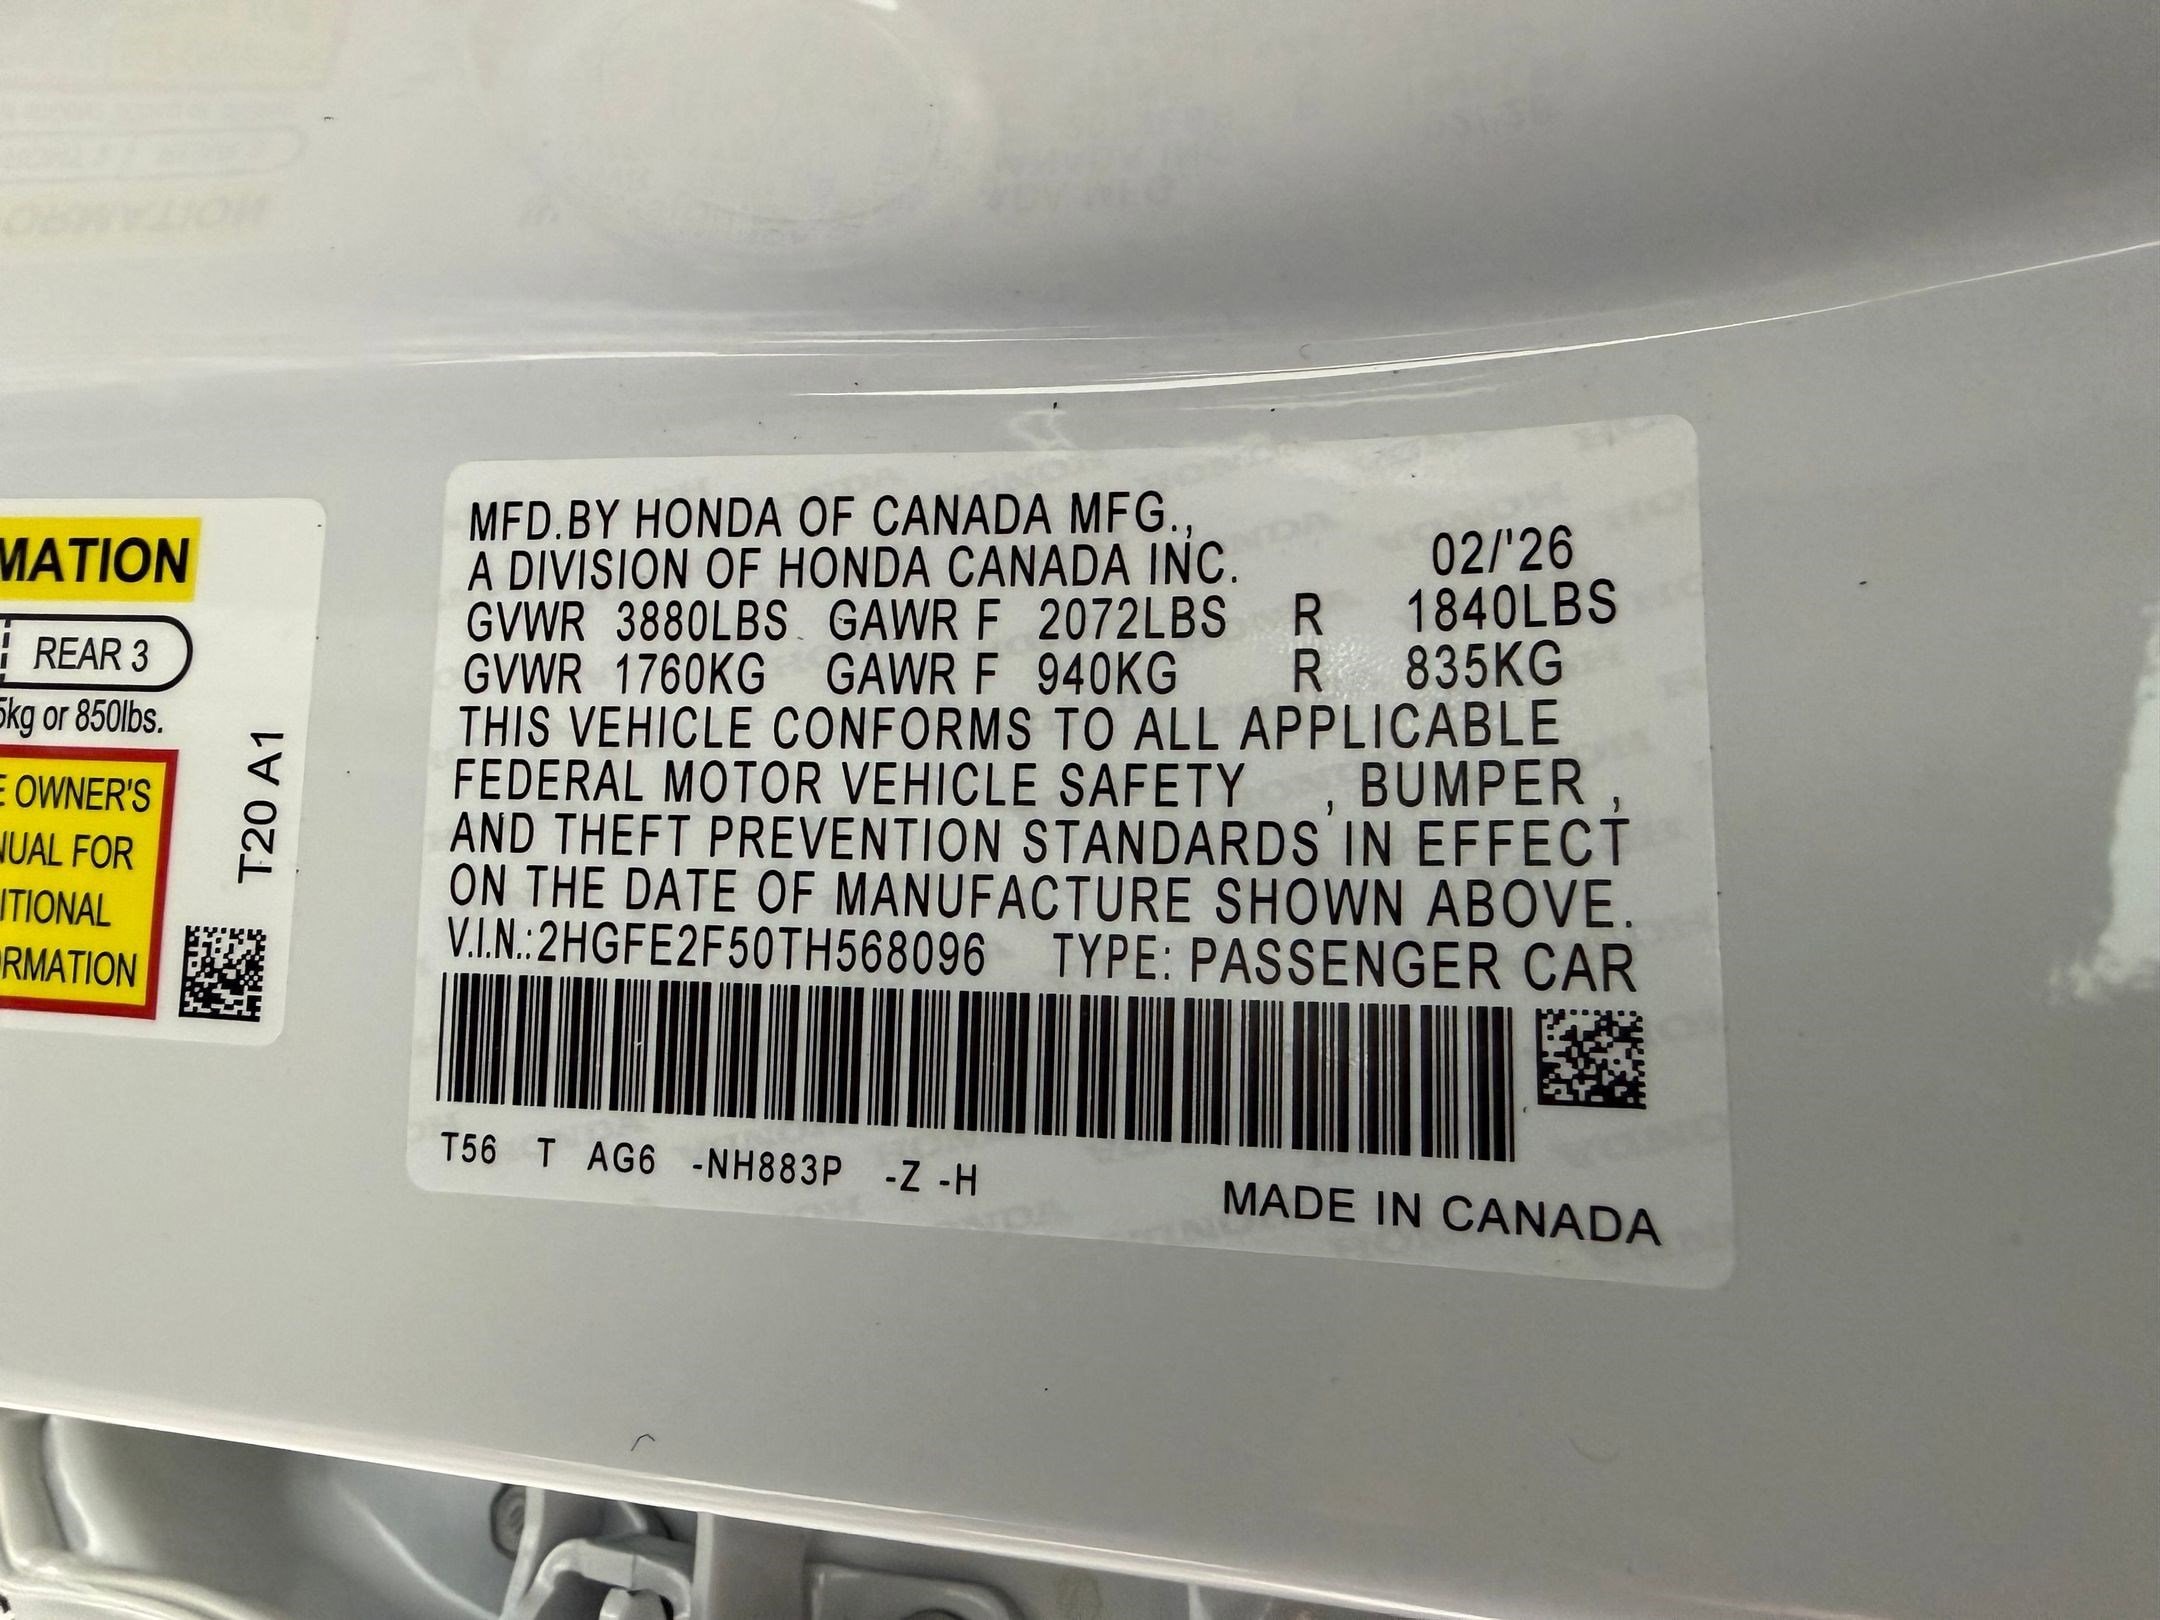 MATION
REAR 3
5kg or 850lbs.
E OWNER'S
NUAL FOR
ITIONAL
ORMATION
T20 A1
MFD.BY HONDA OF CANADA MFG.,
A DIVISION OF HONDA CANADA INC. 02/'26
GVWR 3880LBS GAWR F 2072LBS R 1840LBS
GVWR 1760KG GAWR F 940KG R 835KG
THIS VEHICLE CONFORMS TO ALL APPLICABLE
FEDERAL MOTOR VEHICLE SAFETY , BUMPER ,
AND THEFT PREVENTION STANDARDS IN EFFECT
ON THE DATE OF MANUFACTURE SHOWN ABOVE.
V.I.N.:2HGFE2F50TH568096 TYPE: PASSENGER CAR
T56 T AG6 -NH883P -Z -H
MADE IN CANADA